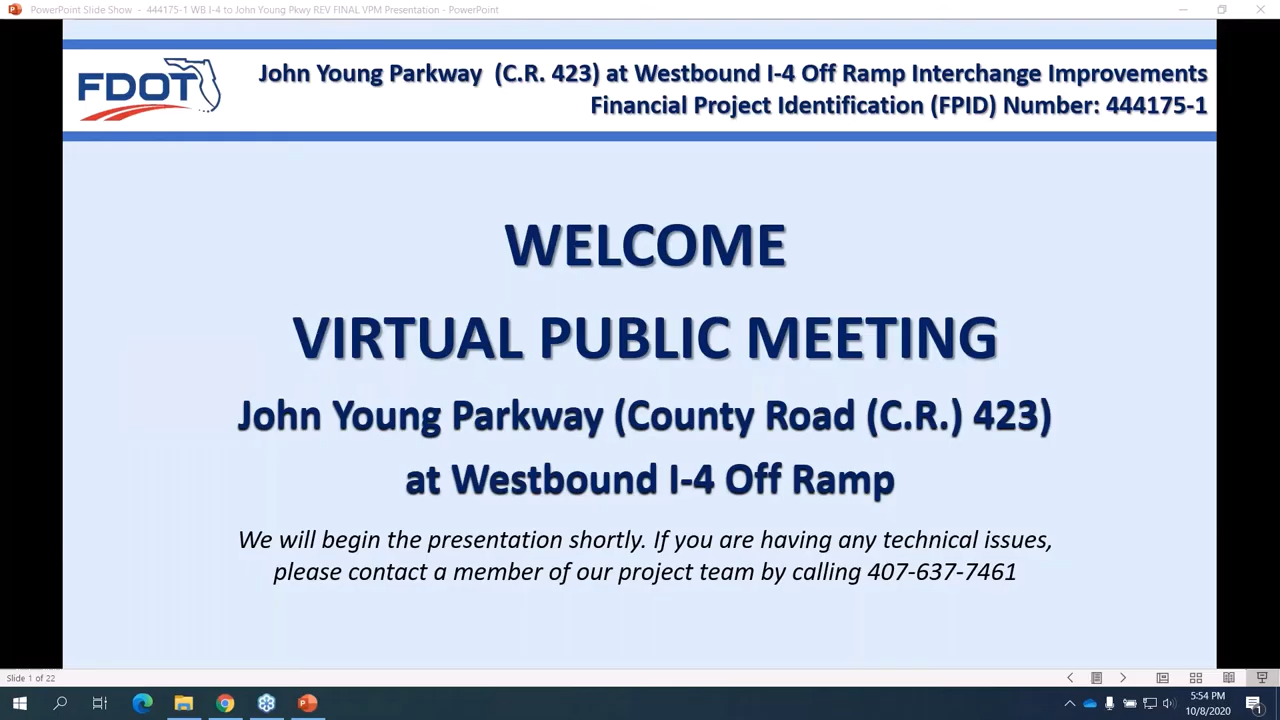 PowerPoint Slide Show - 444175-1 WB I-4 to John Young Pkwy REV FINAL VPM Presentation - PowerPoint
FDOT
John Young Parkway (C.R. 423) at Westbound I-4 Off Ramp Interchange Improvements
Financial Project Identification (FPID) Number: 444175-1
WELCOME
VIRTUAL PUBLIC MEETING
John Young Parkway (County Road (C.R.) 423)
at Westbound I-4 Off Ramp
We will begin the presentation shortly. If you are having any technical issues,
please contact a member of our project team by calling 407-637-7461
Slide 1 of 22
5:54 PM
10/8/2020
1